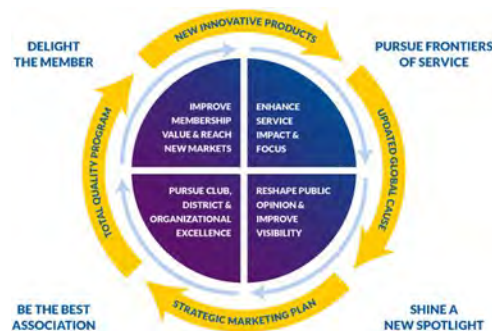 NEW INNOVATIVE PRODUCTS
DELIGHT
THE MEMBER
PURSUE FRONTIERS
OF SERVICE
IMPROVE
MEMBERSHIP
VALUE & REACH
NEW MARKETS
ENHANCE
SERVICE
IMPACT &
FOCUS
TOTAL QUALITY PROGRAM
UPDATED GLOBAL CAUSE
PURSUE CLUB,
DISTRICT &
ORGANIZATIONAL
EXCELLENCE
RESHAPE PUBLIC
OPINION &
IMPROVE
VISIBILITY
BE THE BEST
ASSOCIATION
STRATEGIC MARKETING PLAN
SHINE A
NEW SPOTLIGHT